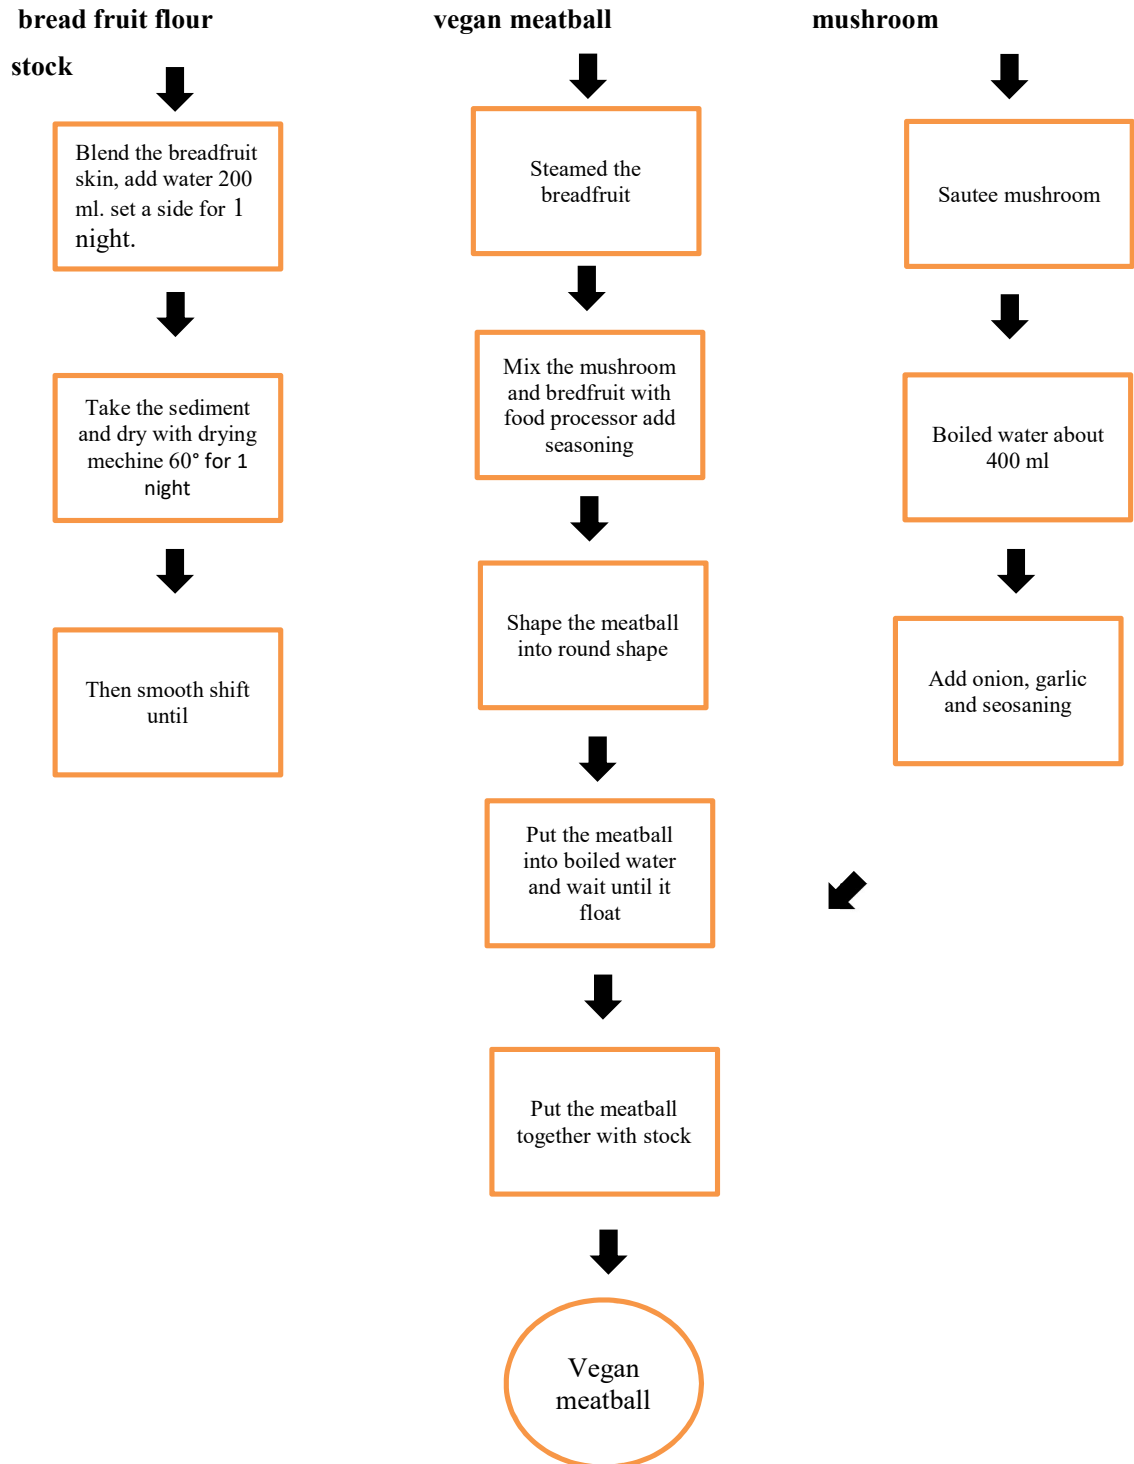 bread fruit flour vegan meatball mushroom
stock
Blend the breadfruit
skin, add water 200
ml. set a side for 1
night.
Take the sediment
and dry with drying
mechine 60° for 1
night
Then smooth shift
until
Steamed the
breadfruit
Mix the mushroom
and bredfruit with
food processor add
seasoning
Shape the meatball
into round shape
Put the meatball
into boiled water
and wait until it
float
Put the meatball
together with stock
Vegan
meatball
Sautee mushroom
Boiled water about
400 ml
Add onion, garlic
and seosaning